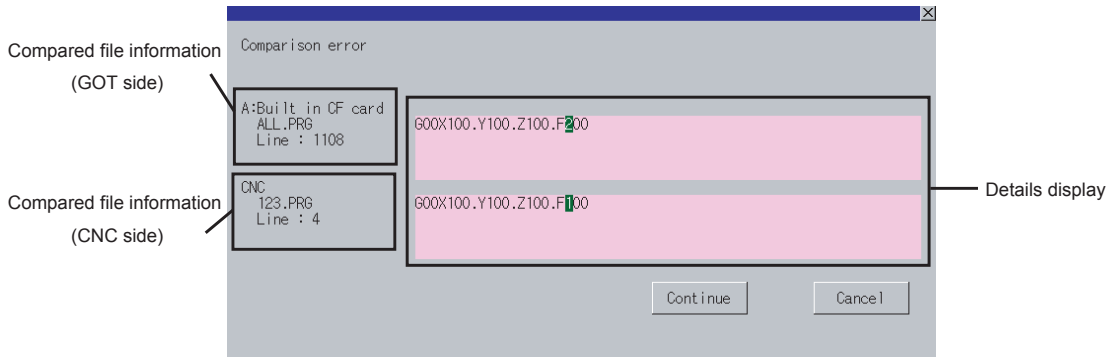 Comparison error
Compared file information
(GOT side)
A:Built in CF card
ALL.PRG
Line : 1108
G00X100.Y100.Z100.F200
Compared file information
(CNC side)
CNC
123.PRG
Line : 4
G00X100.Y100.Z100.F100
Details display
Continue
Cancel